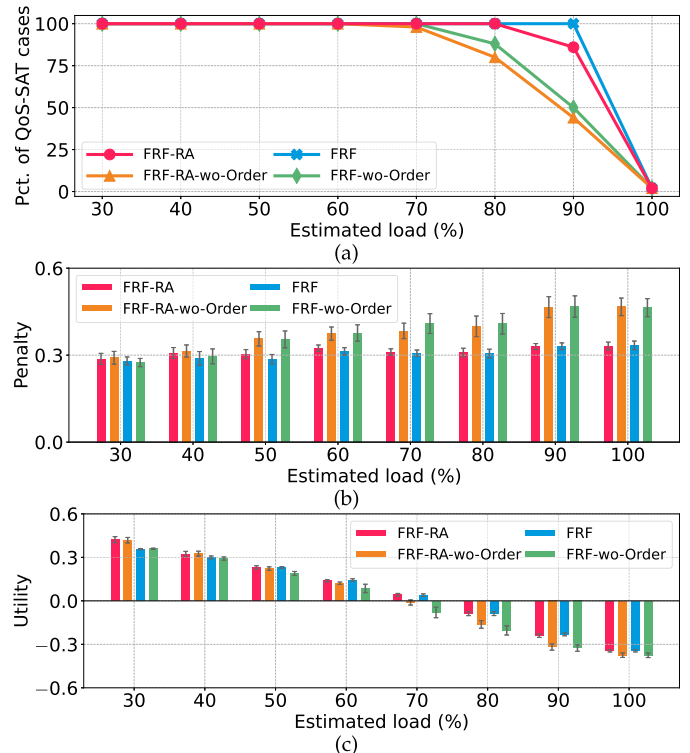 Pct. of QoS-SAT cases
100
75
50
25
0
FRF-RA
FRF-RA-wo-Order
FRF
FRF-wo-Order
30 40 50 60 70 80 90 100
Estimated load (%)
(a)
Penalty
0.6
0.3
0.0
FRF-RA
FRF-RA-wo-Order
FRF
FRF-wo-Order
30 40 50 60 70 80 90 100
Estimated load (%)
(b)
Utility
0.6
0.3
0.0
−0.3
−0.6
FRF-RA
FRF-RA-wo-Order
FRF
FRF-wo-Order
30 40 50 60 70 80 90 100
Estimated load (%)
(c)